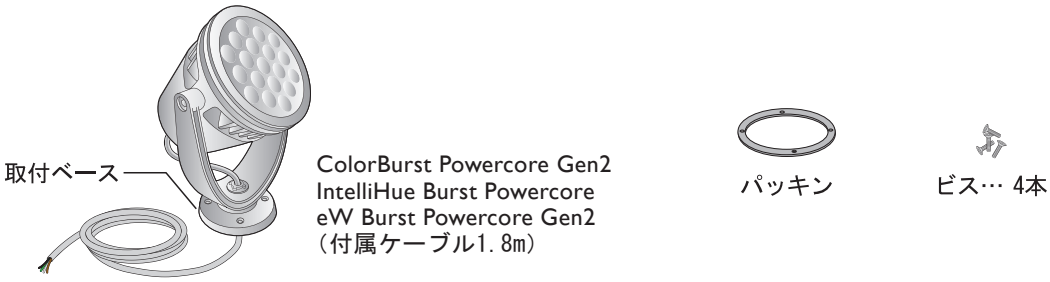 取付ベース
ColorBurst Powercore Gen2
IntelliHue Burst Powercore
eW Burst Powercore Gen2
（付属ケーブル1.8m）
パッキン
ビス… 4本